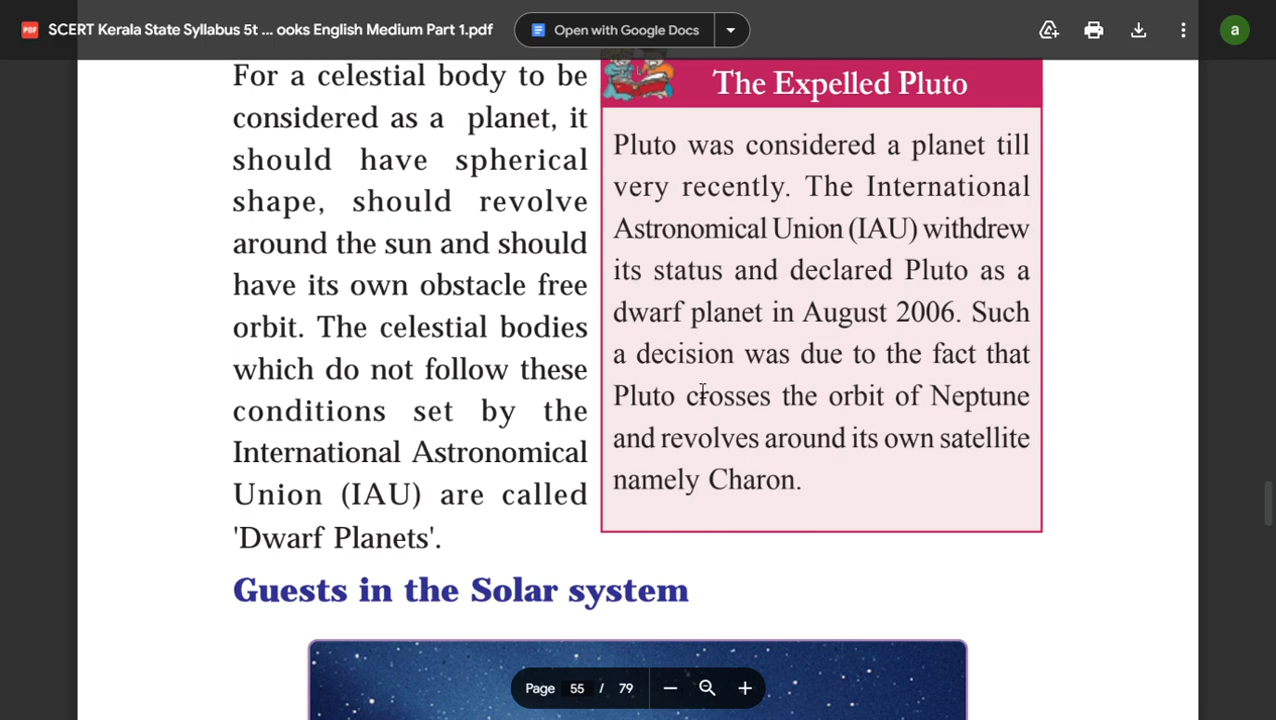 SCERT Kerala State Syllabus 5t ... ooks English Medium Part 1.pdf
Open with Google Docs
a
For a celestial body to be
considered as a planet, it
should have spherical
shape, should revolve
around the sun and should
have its own obstacle free
orbit. The celestial bodies
which do not follow these
conditions set by the
International Astronomical
Union (IAU) are called
'Dwarf Planets'.
The Expelled Pluto
Pluto was considered a planet till
very recently. The International
Astronomical Union (IAU) withdrew
its status and declared Pluto as a
dwarf planet in August 2006. Such
a decision was due to the fact that
Pluto crosses the orbit of Neptune
and revolves around its own satellite
namely Charon.
Guests in the Solar system
Page 55 / 79